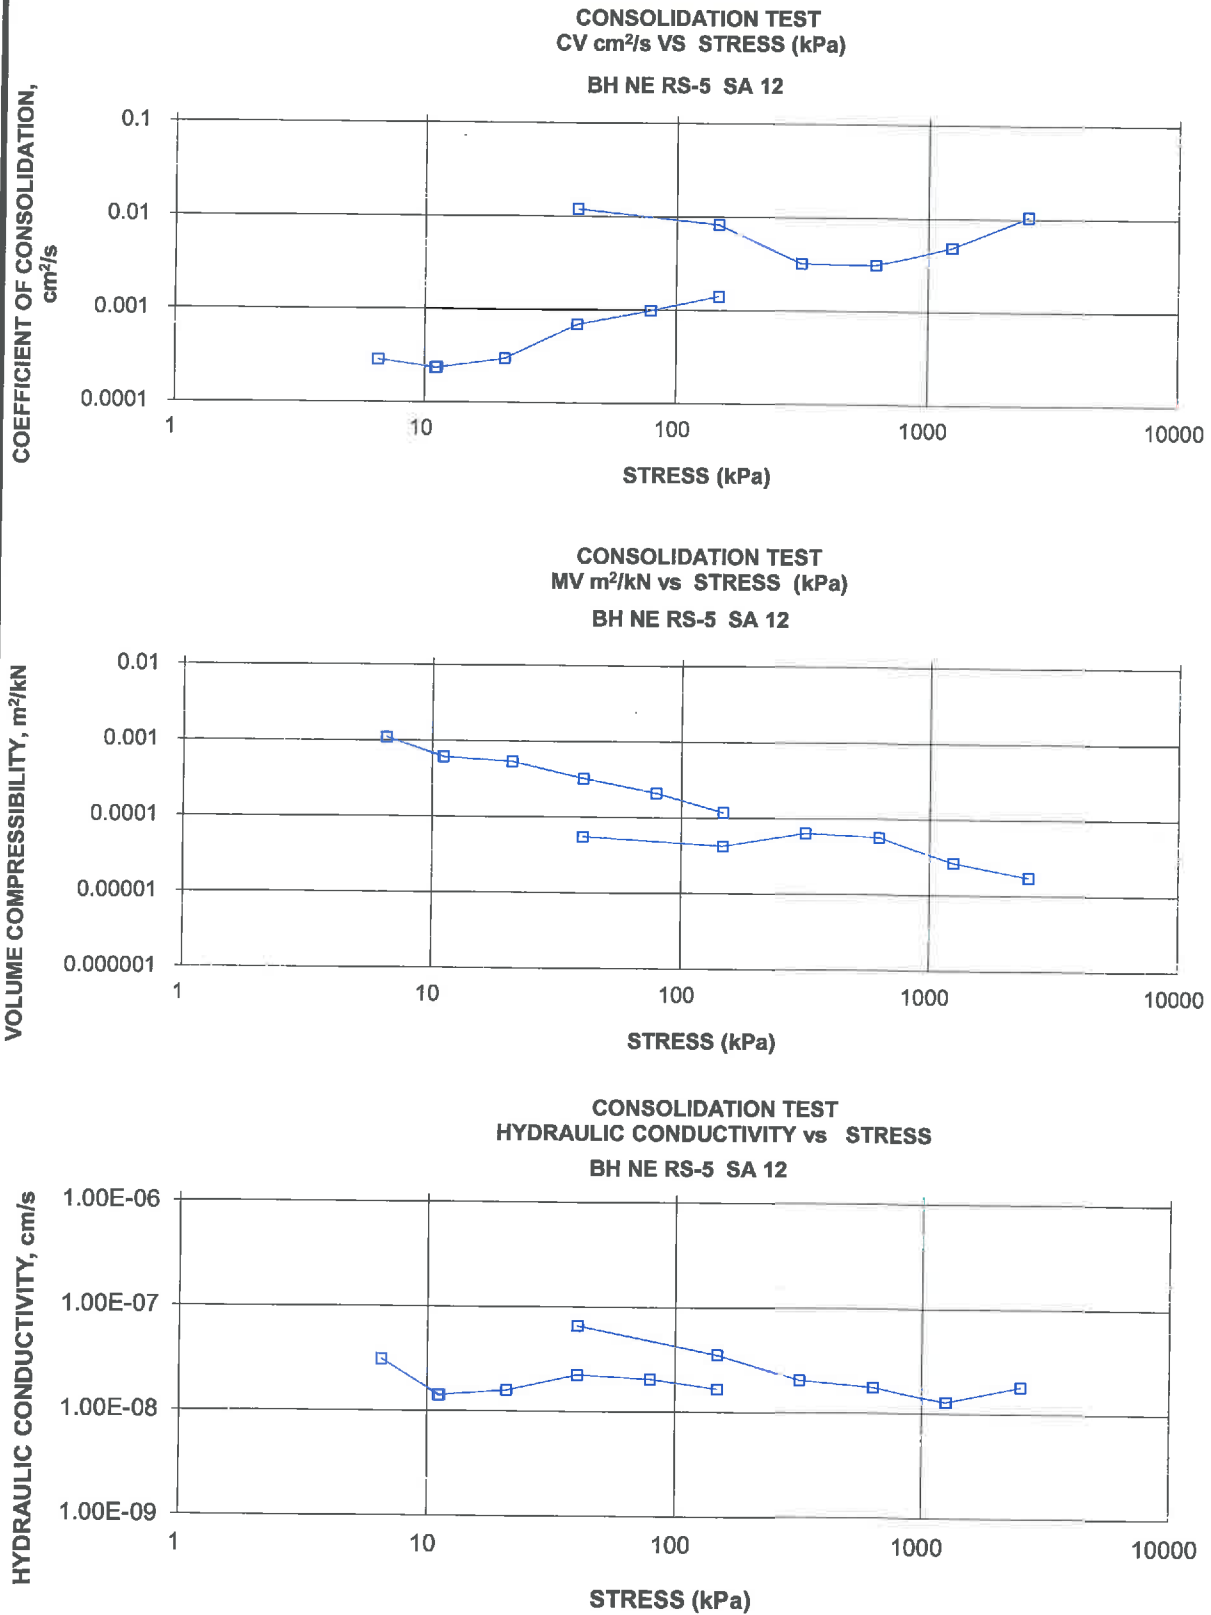 CONSOLIDATION TEST
CV cm²/s VS STRESS (kPa)
BH NE RS-5 SA 12
COEFFICIENT OF CONSOLIDATION,
cm²/s
0.1
0.01
0.001
0.0001
1
10
100
1000
10000
STRESS (kPa)
CONSOLIDATION TEST
MV m²/kN vs STRESS (kPa)
BH NE RS-5 SA 12
VOLUME COMPRESSIBILITY, m²/kN
0.01
0.001
0.0001
0.00001
0.000001
1
10
100
1000
10000
STRESS (kPa)
CONSOLIDATION TEST
HYDRAULIC CONDUCTIVITY vs STRESS
BH NE RS-5 SA 12
HYDRAULIC CONDUCTIVITY, cm/s
1.00E-06
1.00E-07
1.00E-08
1.00E-09
1
10
100
1000
10000
STRESS (kPa)